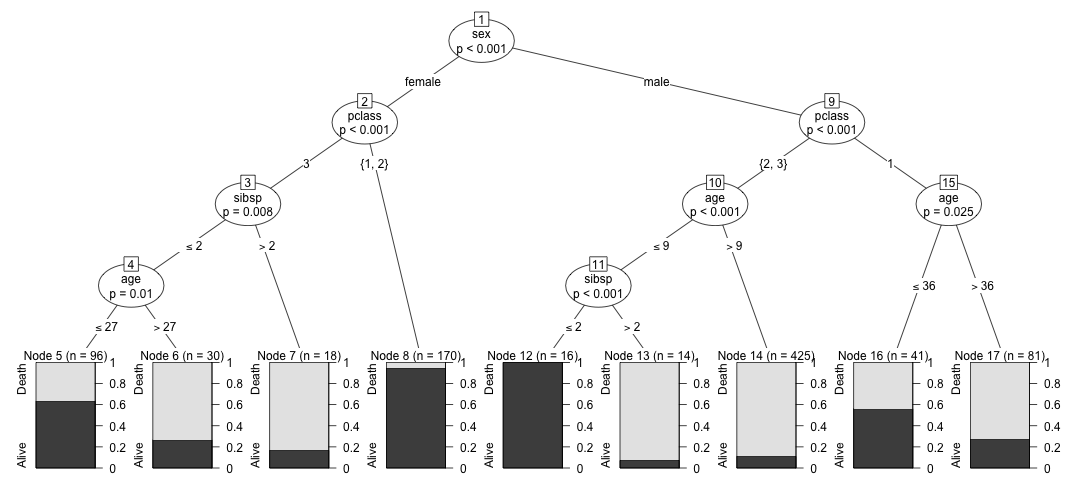 1
sex
p < 0.001
female
male
2
pclass
p < 0.001
9
pclass
p < 0.001
3
{1, 2}
{2, 3}
1
3
sibsp
p = 0.008
10
age
p < 0.001
15
age
p = 0.025
≤ 2
> 2
≤ 9
> 9
≤ 36
> 36
4
age
p = 0.01
11
sibsp
p < 0.001
≤ 27
> 27
≤ 2
> 2
Node 5 (n = 96)
Alive
Death
0
0.2
0.4
0.6
0.8
1
Node 6 (n = 30)
Alive
Death
0
0.2
0.4
0.6
0.8
1
Node 7 (n = 18)
Alive
Death
0
0.2
0.4
0.6
0.8
1
Node 8 (n = 170)
Alive
Death
0
0.2
0.4
0.6
0.8
1
Node 12 (n = 16)
Alive
Death
0
0.2
0.4
0.6
0.8
1
Node 13 (n = 14)
Alive
Death
0
0.2
0.4
0.6
0.8
1
Node 14 (n = 425)
Alive
Death
0
0.2
0.4
0.6
0.8
1
Node 16 (n = 41)
Alive
Death
0
0.2
0.4
0.6
0.8
1
Node 17 (n = 81)
Alive
Death
0
0.2
0.4
0.6
0.8
1